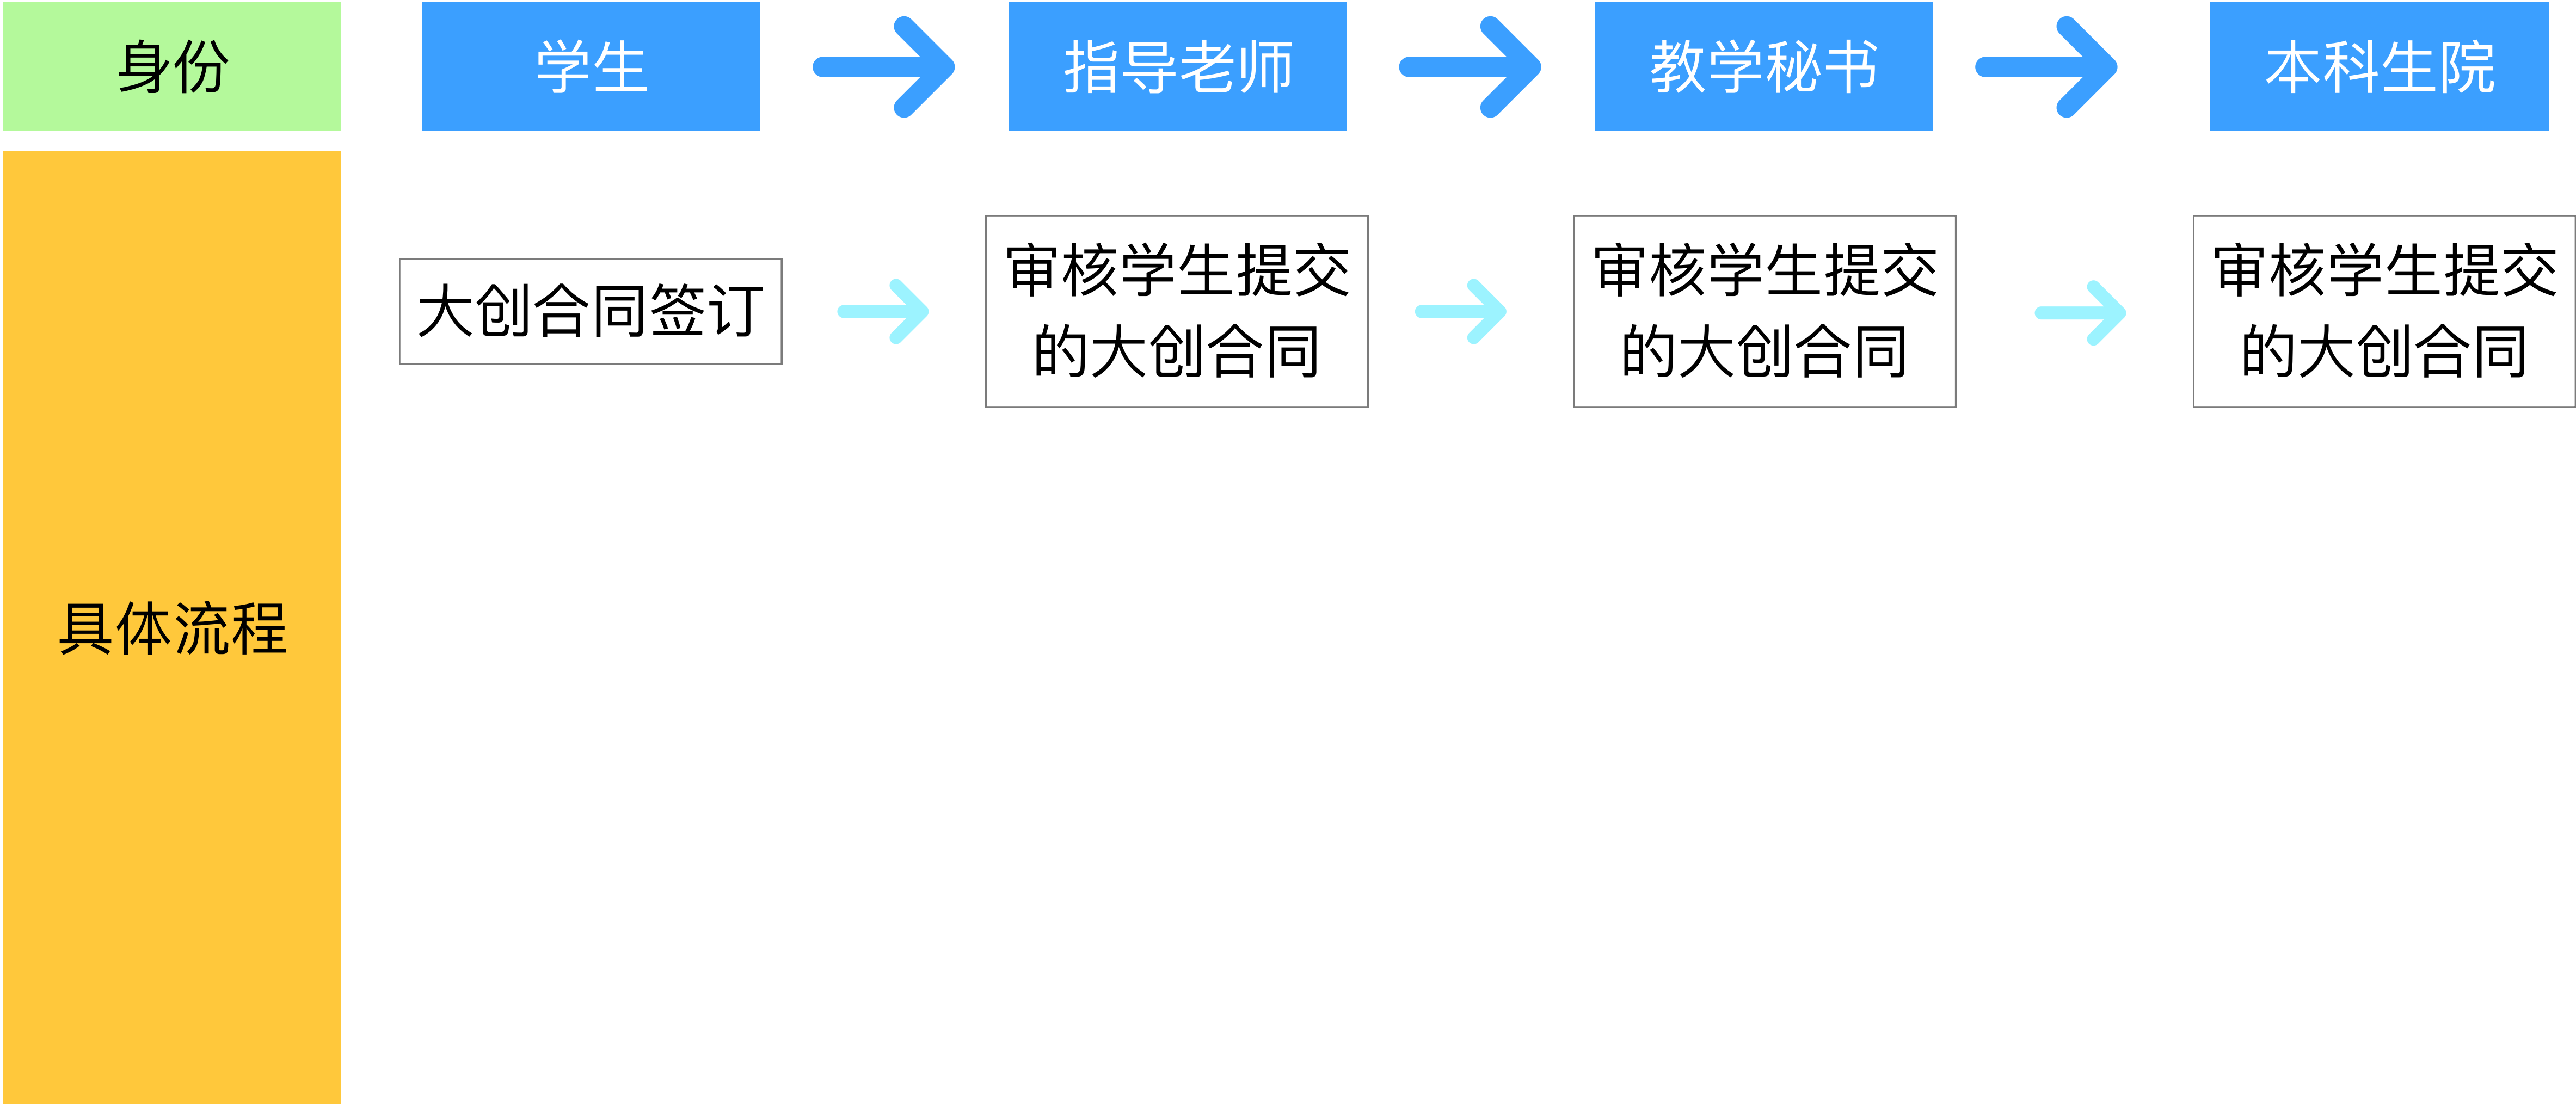 身份
学生
指导老师
教学秘书
本科生院
大创合同签订
审核学生提交
的大创合同
审核学生提交
的大创合同
审核学生提交
的大创合同
具体流程